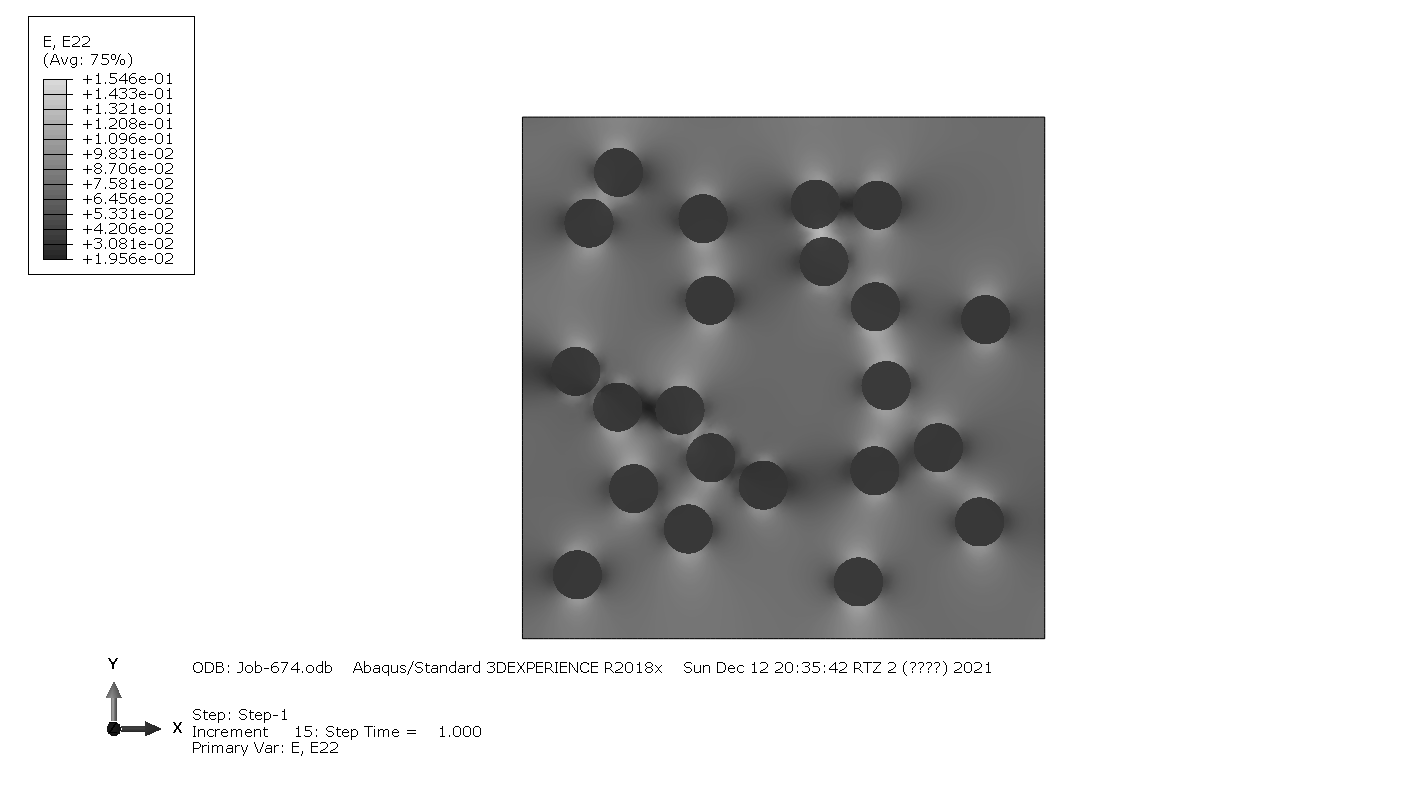 E, E22
(Avg: 75%)
+1.546e-01
+1.433e-01
+1.321e-01
+1.208e-01
+1.096e-01
+9.831e-02
+8.706e-02
+7.581e-02
+6.456e-02
+5.331e-02
+4.206e-02
+3.081e-02
+1.956e-02
Y
X
ODB: Job-674.odb    Abaqus/Standard 3DEXPERIENCE R2018x    Sun Dec 12 20:35:42 RTZ 2 (????) 2021
Step: Step-1
Increment     15: Step Time =    1.000
Primary Var: E, E22